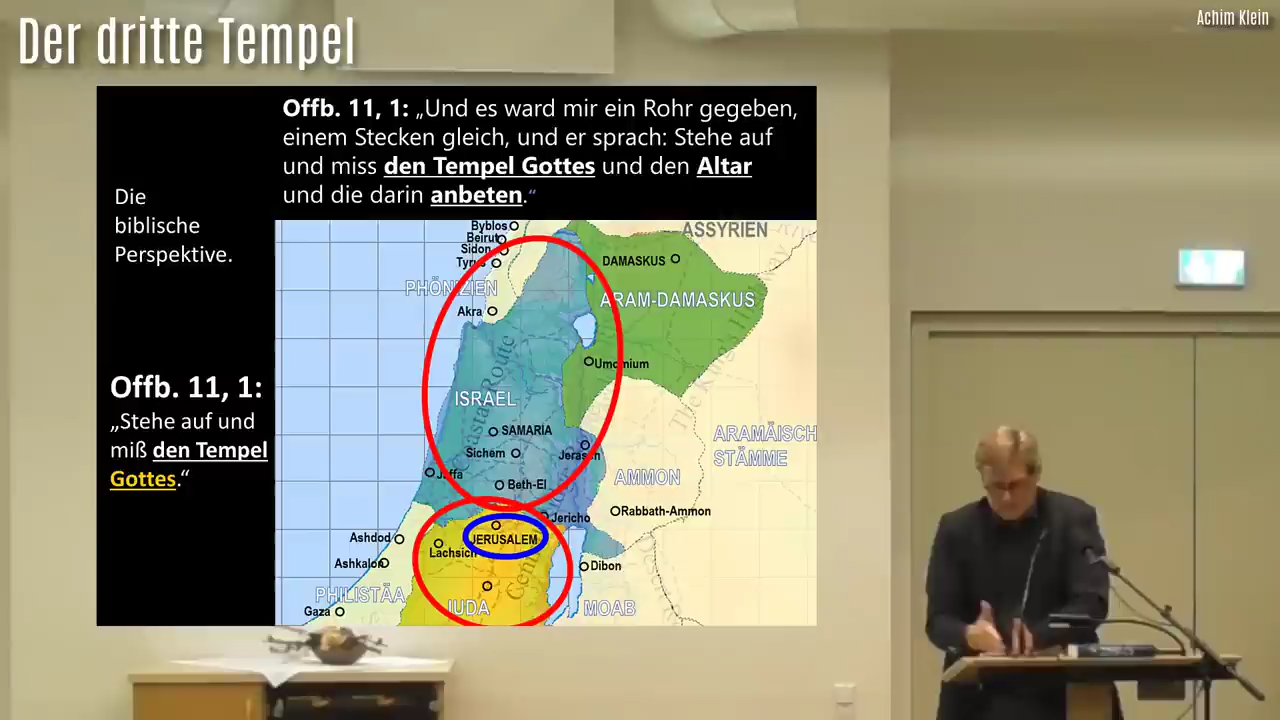 Der dritte Tempel
Achim Klein
Offb. 11, 1: „Und es ward mir ein Rohr gegeben,
einem Stecken gleich, und er sprach: Stehe auf
und miss den Tempel Gottes und den Altar
und die darin anbeten.“
Die
biblische
Perspektive.
Offb. 11, 1:
„Stehe auf und
miß den Tempel
Gottes.“
ASSYRIEN
Byblos
Beirut
Sidon
Tyrus
DAMASKUS
PHÖNIZIEN
ARAM-DAMASKUS
Akra
ISRAEL
SAMARIA
Sichem
Jerash
ARAMÄISCH
STÄMME
Jaffa
Beth-El
AMMON
Jericho
Rabbath-Ammon
Ashdod
JERUSALEM
Lachsich
Ashkalon
Dibon
PHILISTÄA
Gaza
JUDA
MOAB